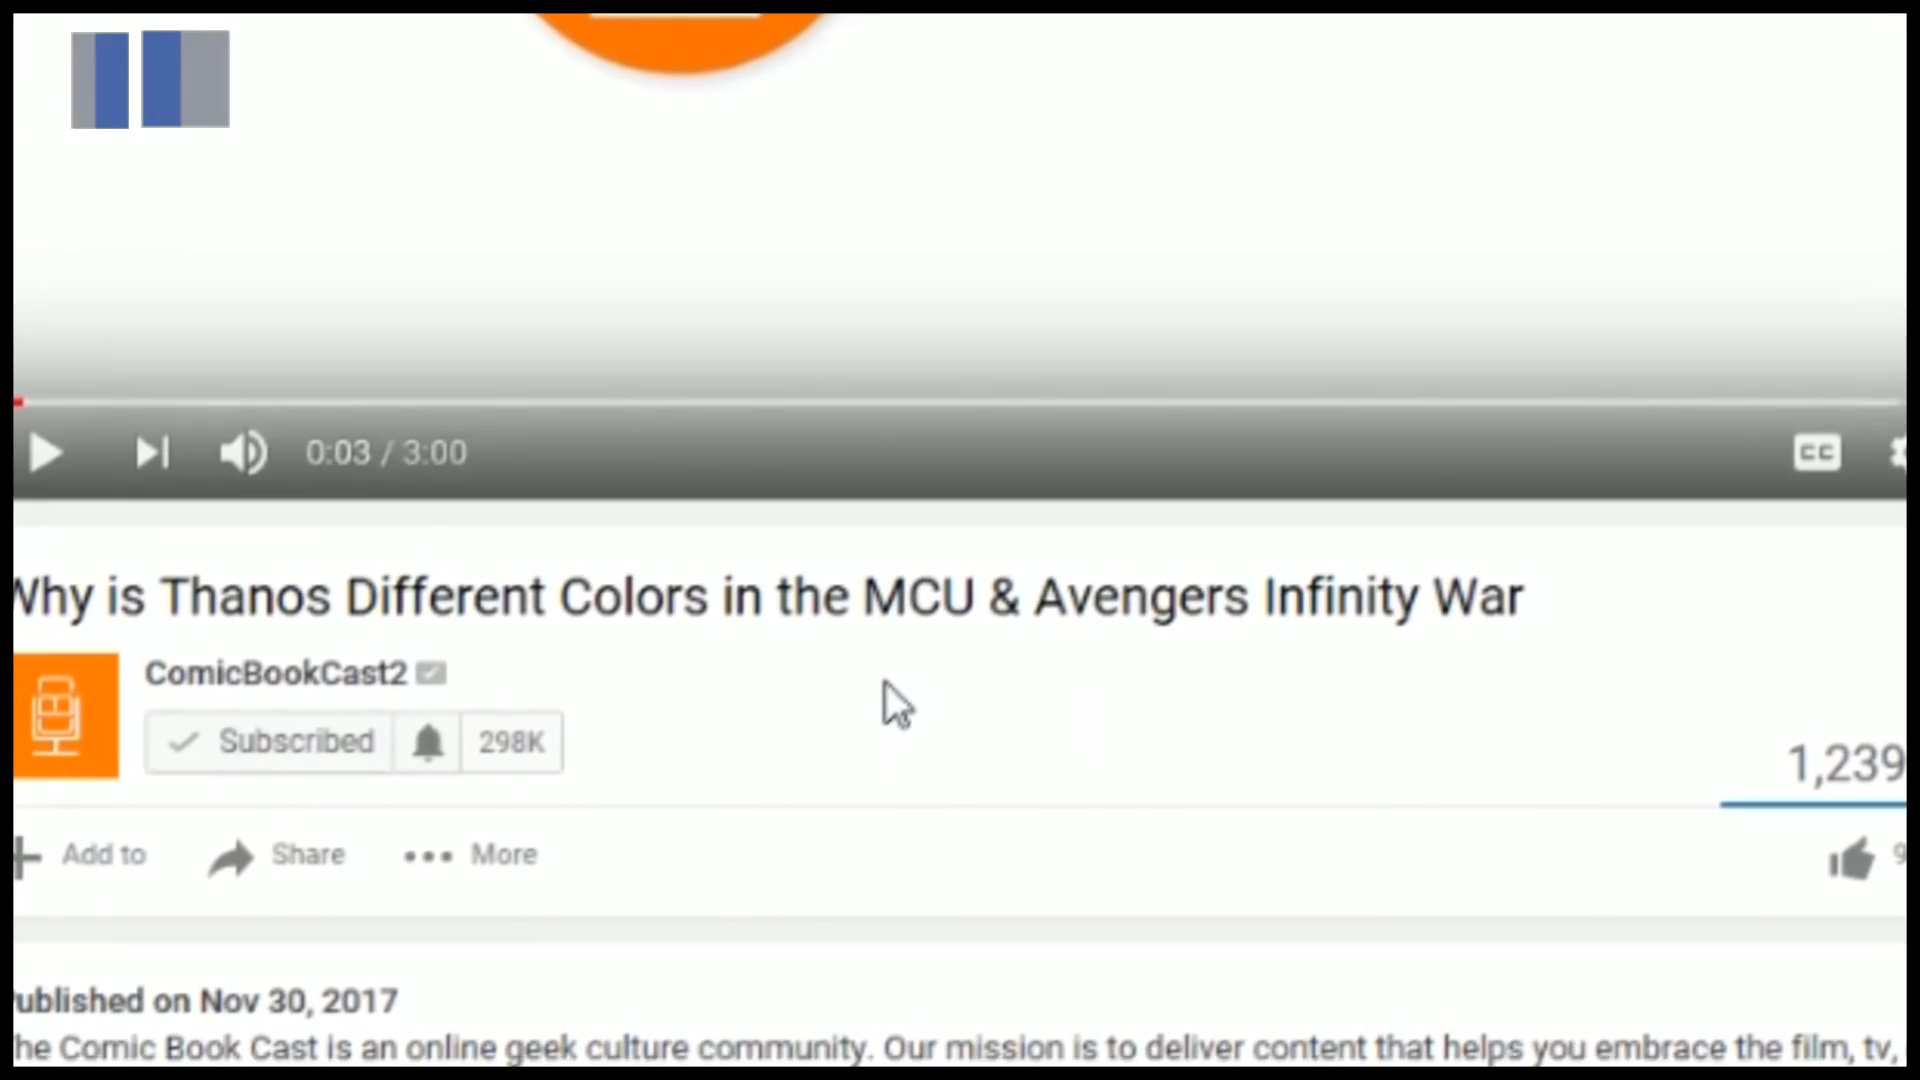 0:03 / 3:00
CC
Why is Thanos Different Colors in the MCU & Avengers Infinity War
ComicBookCast2
Subscribed 298K
1,239
Add to Share More
9
ublished on Nov 30, 2017
he Comic Book Cast is an online geek culture community. Our mission is to deliver content that helps you embrace the film, tv,